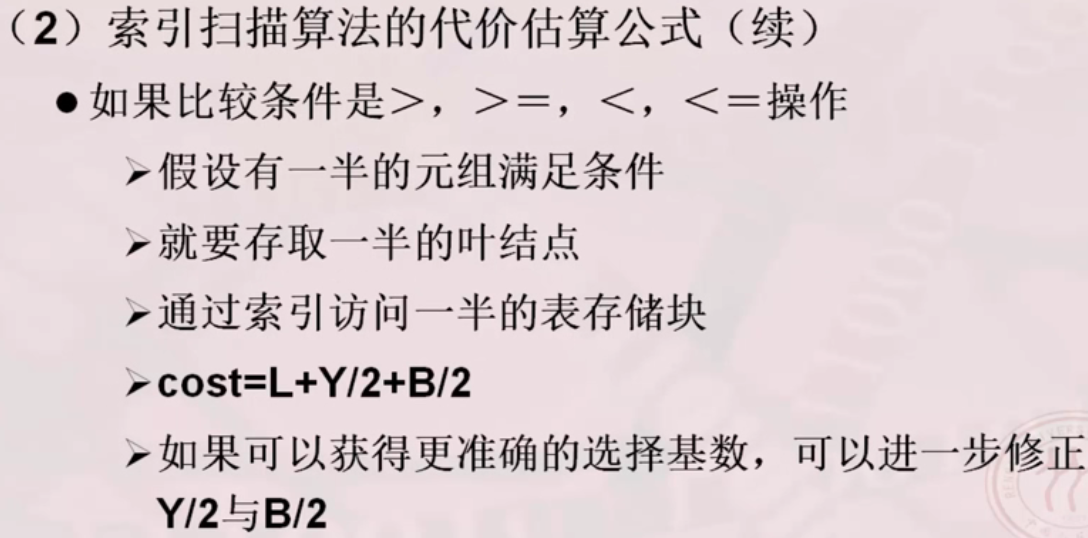 （2）索引扫描算法的代价估算公式（续）
●如果比较条件是＞，＞＝，＜，＜＝操作
➢假设有一半的元组满足条件
➢就要存取一半的叶结点
➢通过索引访问一半的表存储块
➢cost=L+Y/2+B/2
➢如果可以获得更准确的选择基数，可以进一步修正
Y/2与B/2